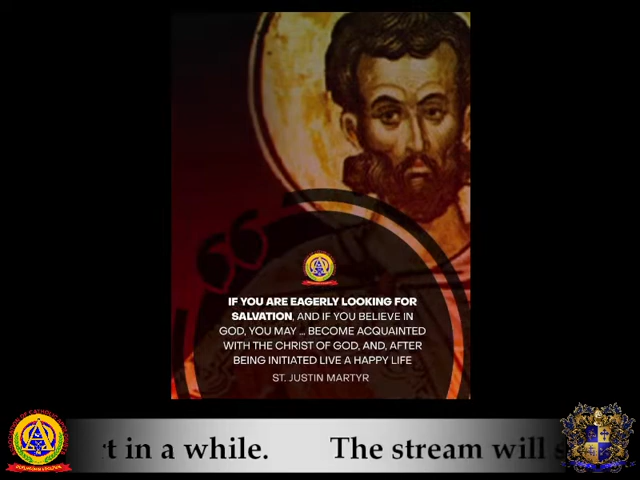 IF YOU ARE EAGERLY LOOKING FOR
SALVATION, AND IF YOU BELIEVE IN
GOD, YOU MAY ... BECOME ACQUAINTED
WITH THE CHRIST OF GOD, AND, AFTER
BEING INITIATED LIVE A HAPPY LIFE
ST. JUSTIN MARTYR
in a while. The stream will